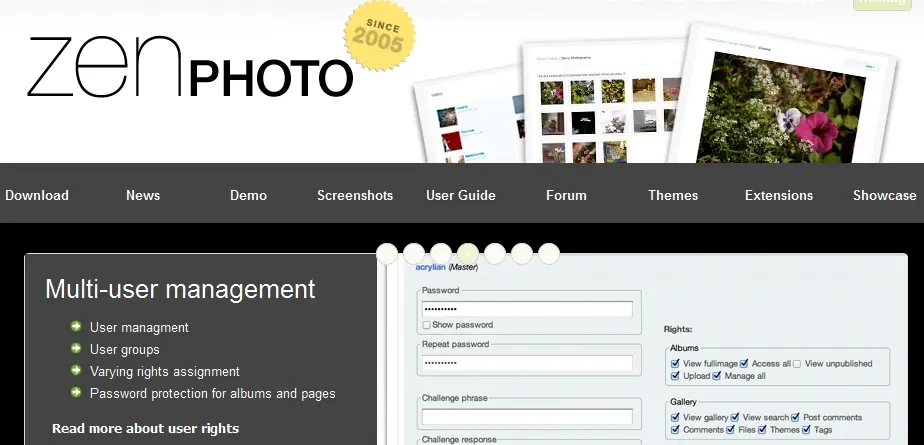 Hosting
SINCE
2005
zenPHOTO
Download News Demo Screenshots User Guide Forum Themes Extensions Showcase
Multi-user management
User managment
User groups
Varying rights assignment
Password protection for albums and pages
Read more about user rights
acrylian (Master)
Password
••••••••••
Show password
Repeat password
••••••••••
Challenge phrase
Challenge response
Rights:
Albums
View fullimage Access all View unpublished
Upload Manage all
Gallery
View gallery View search Post comments
Comments Files Themes Tags